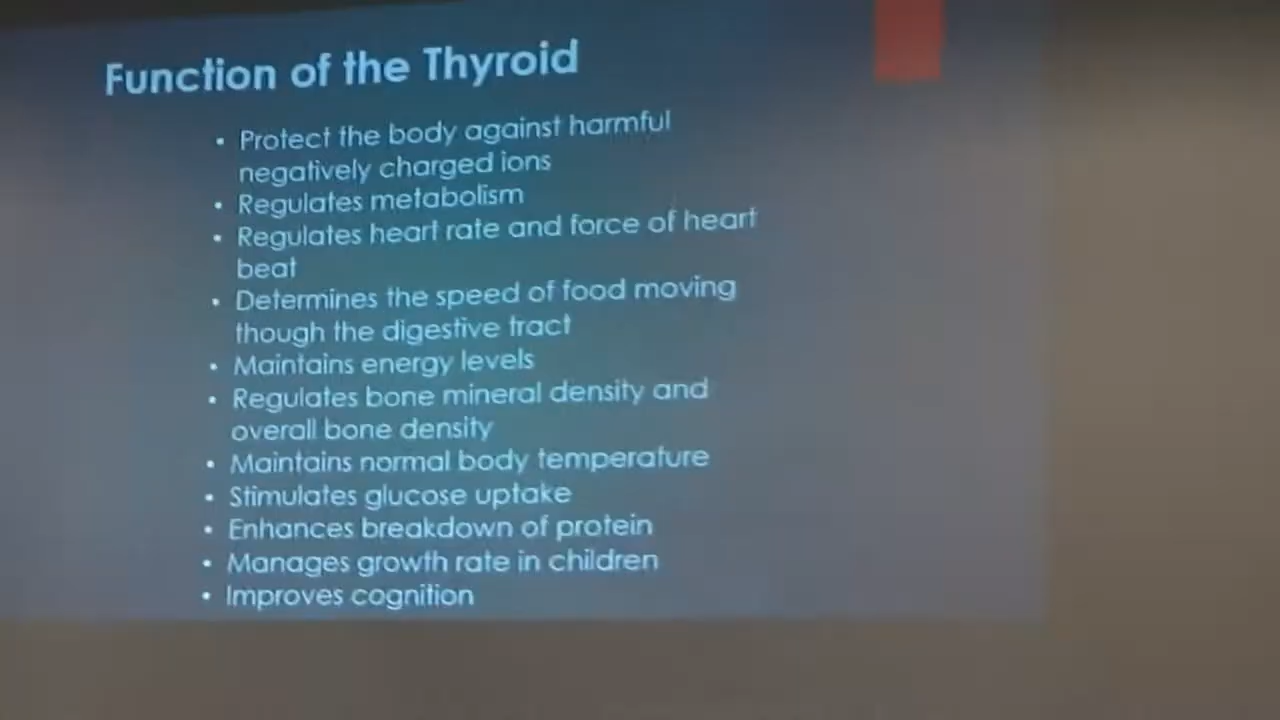 Function of the Thyroid
• Protect the body against harmful
negatively charged ions
• Regulates metabolism
• Regulates heart rate and force of heart
beat
• Determines the speed of food moving
though the digestive tract
• Maintains energy levels
• Regulates bone mineral density and
overall bone density
• Maintains normal body temperature
• Stimulates glucose uptake
• Enhances breakdown of protein
• Manages growth rate in children
• Improves cognition